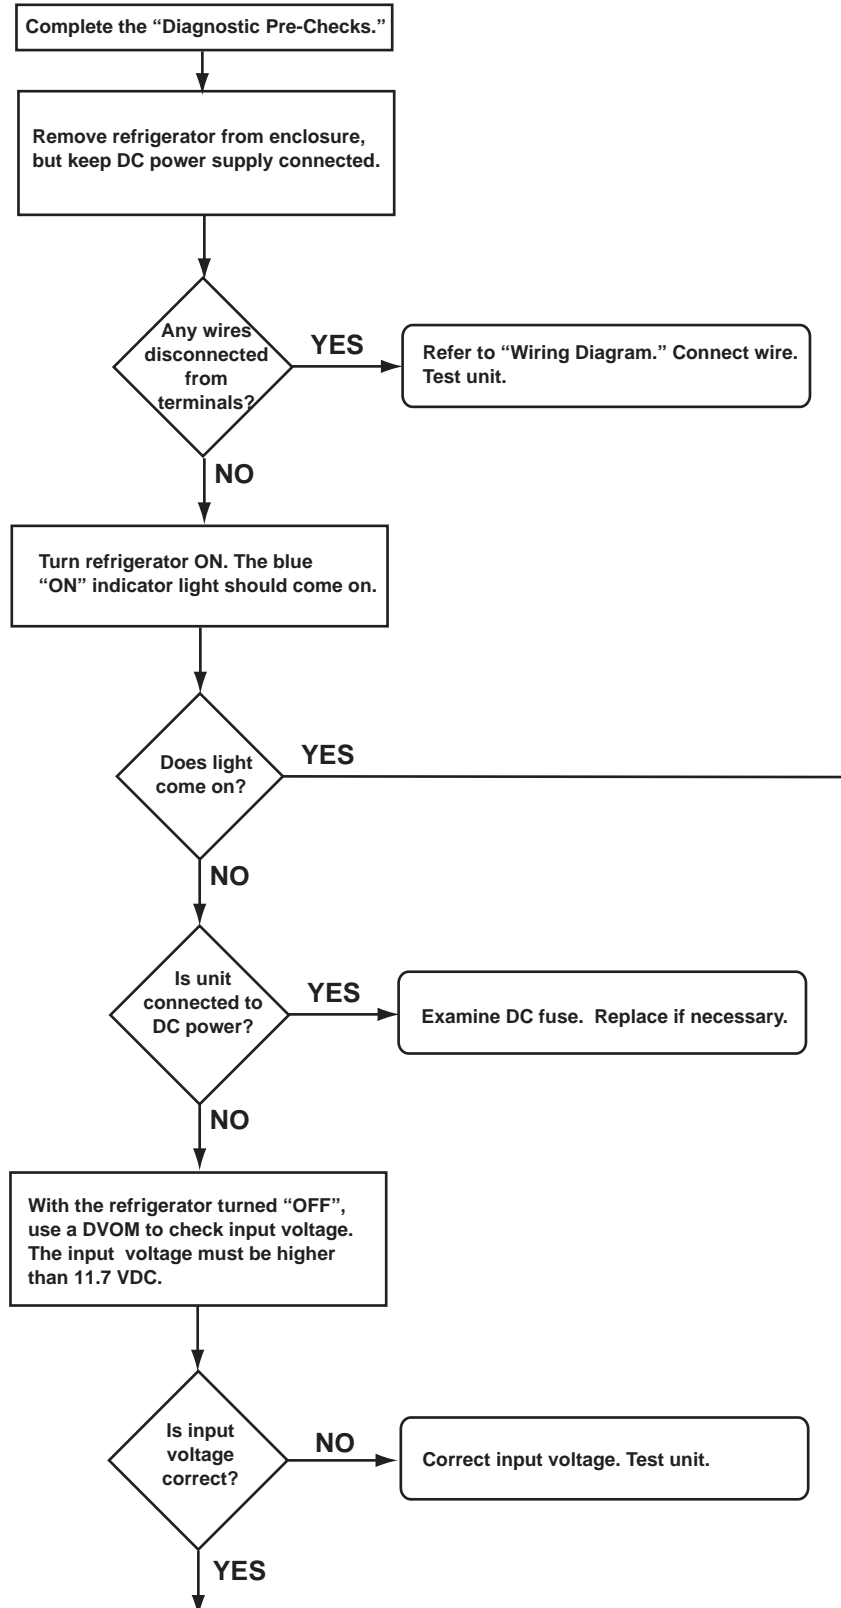 Complete the “Diagnostic Pre-Checks.”
Remove refrigerator from enclosure,
but keep DC power supply connected.
Any wires
disconnected
from
terminals?
YES
Refer to “Wiring Diagram.” Connect wire.
Test unit.
NO
Turn refrigerator ON. The blue
“ON” indicator light should come on.
Does light
come on?
YES
NO
Is unit
connected to
DC power?
YES
Examine DC fuse.  Replace if necessary.
NO
With the refrigerator turned “OFF”,
use a DVOM to check input voltage.
The input  voltage must be higher
than 11.7 VDC.
Is input
voltage
correct?
NO
Correct input voltage. Test unit.
YES